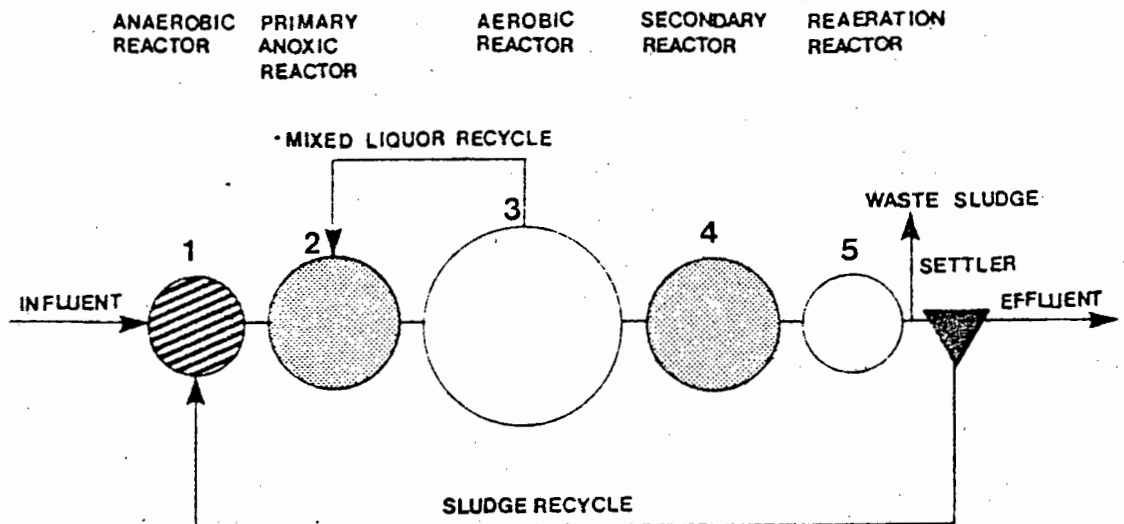 ANAEROBIC
REACTOR
PRIMARY
ANOXIC
REACTOR
AEROBIC
REACTOR
SECONDARY
REACTOR
REAERATION
REACTOR
MIXED LIQUOR RECYCLE
1
2
3
4
5
WASTE SLUDGE
SETTLER
INFLUENT
EFFLUENT
SLUDGE RECYCLE